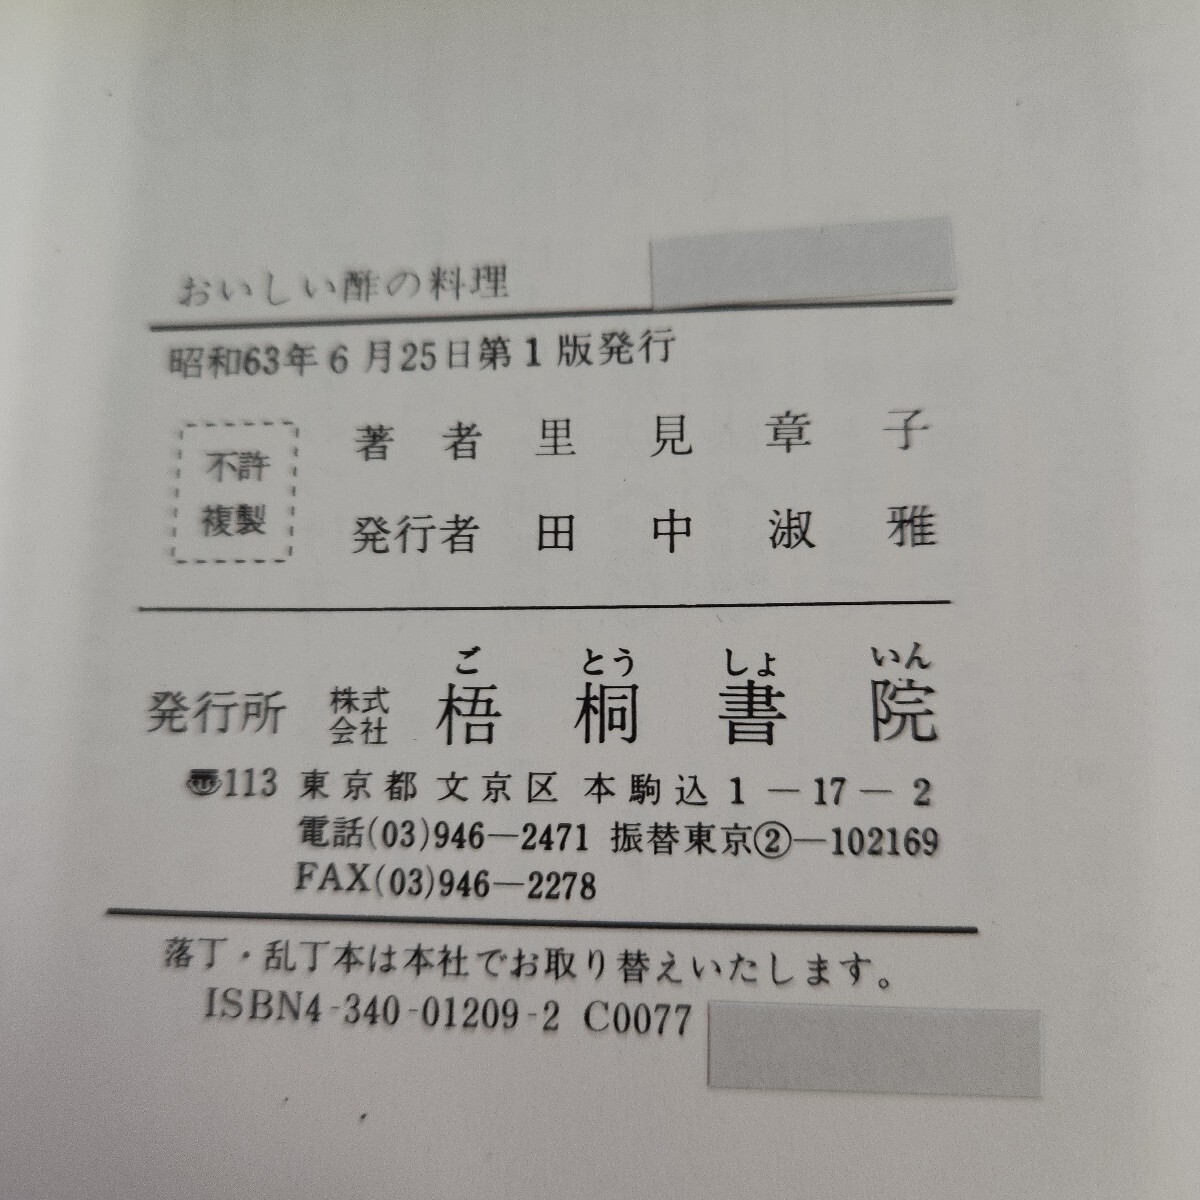 おいしい酢の料理
昭和63年6月25日第1版発行
不許
複製
著者 里見章子
発行者 田中淑雅
ご とう しょ いん
発行所 株式会社 梧桐書院
〠113 東京都文京区本駒込1-17-2
電話(03)946-2471 振替東京②-102169
FAX(03)946-2278
落丁・乱丁本は本社でお取り替えいたします。
ISBN4-340-01209-2 C0077